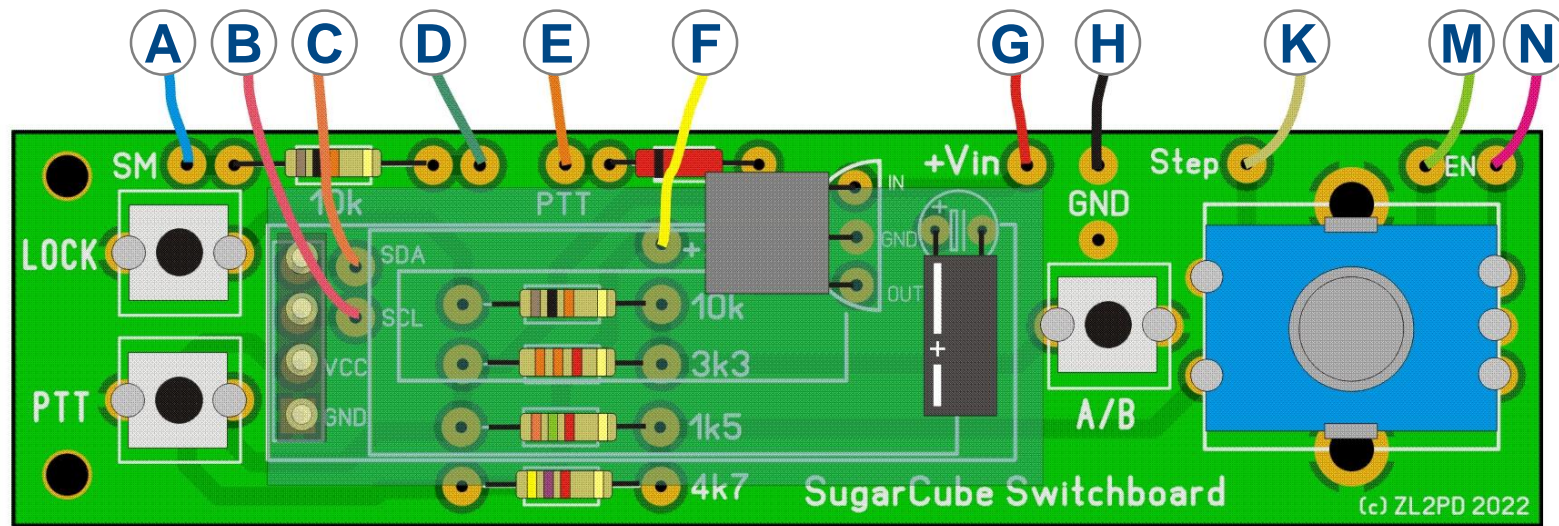 A B C D E F G H K M N
SM +Vin Step EN
10k PTT IN GND
LOCK SDA + GND +
SCL 10k OUT
VCC 3k3 +
PTT GND 1k5 A/B
4k7 SugarCube Switchboard (c) ZL2PD 2022